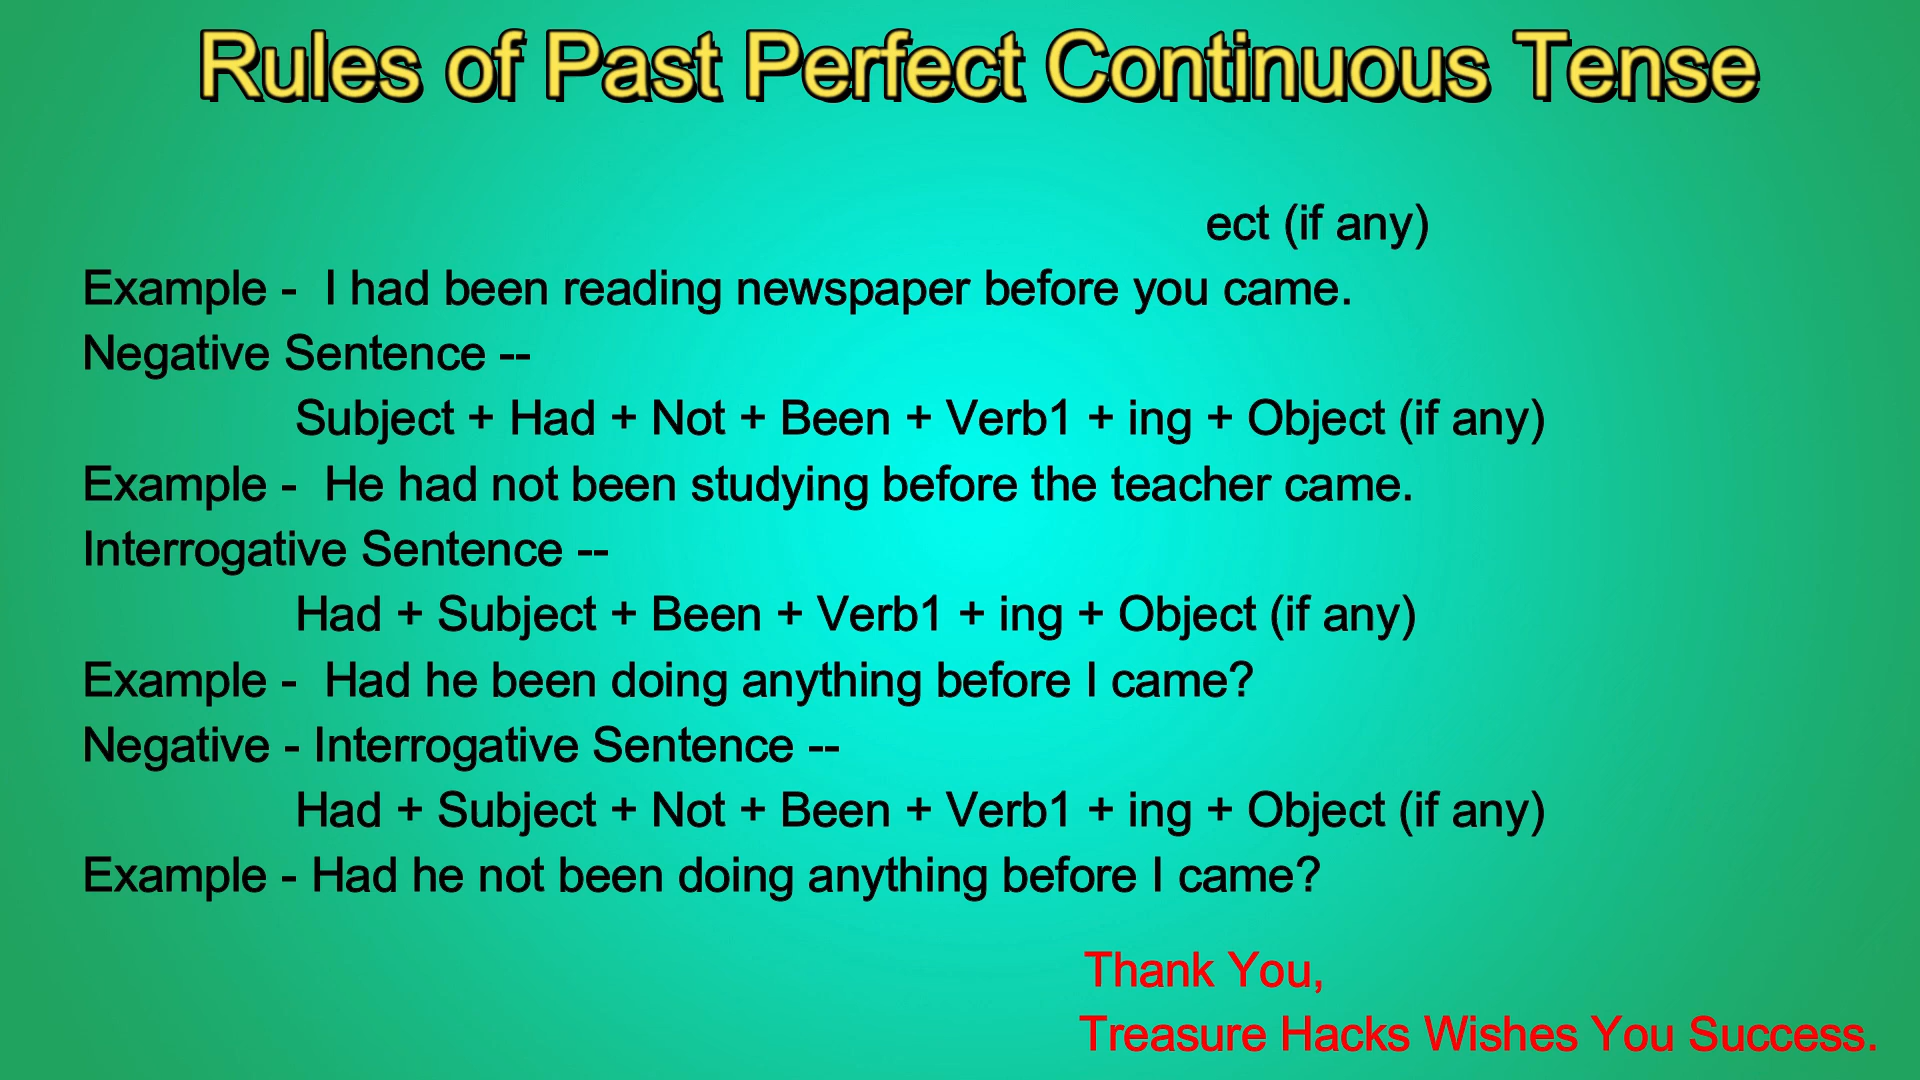 Rules of Past Perfect Continuous Tense
ect (if any)
Example -  I had been reading newspaper before you came.
Negative Sentence --
Subject + Had + Not + Been + Verb1 + ing + Object (if any)
Example -  He had not been studying before the teacher came.
Interrogative Sentence --
Had + Subject + Been + Verb1 + ing + Object (if any)
Example -  Had he been doing anything before I came?
Negative - Interrogative Sentence --
Had + Subject + Not + Been + Verb1 + ing + Object (if any)
Example - Had he not been doing anything before I came?
Thank You,
Treasure Hacks Wishes You Success.